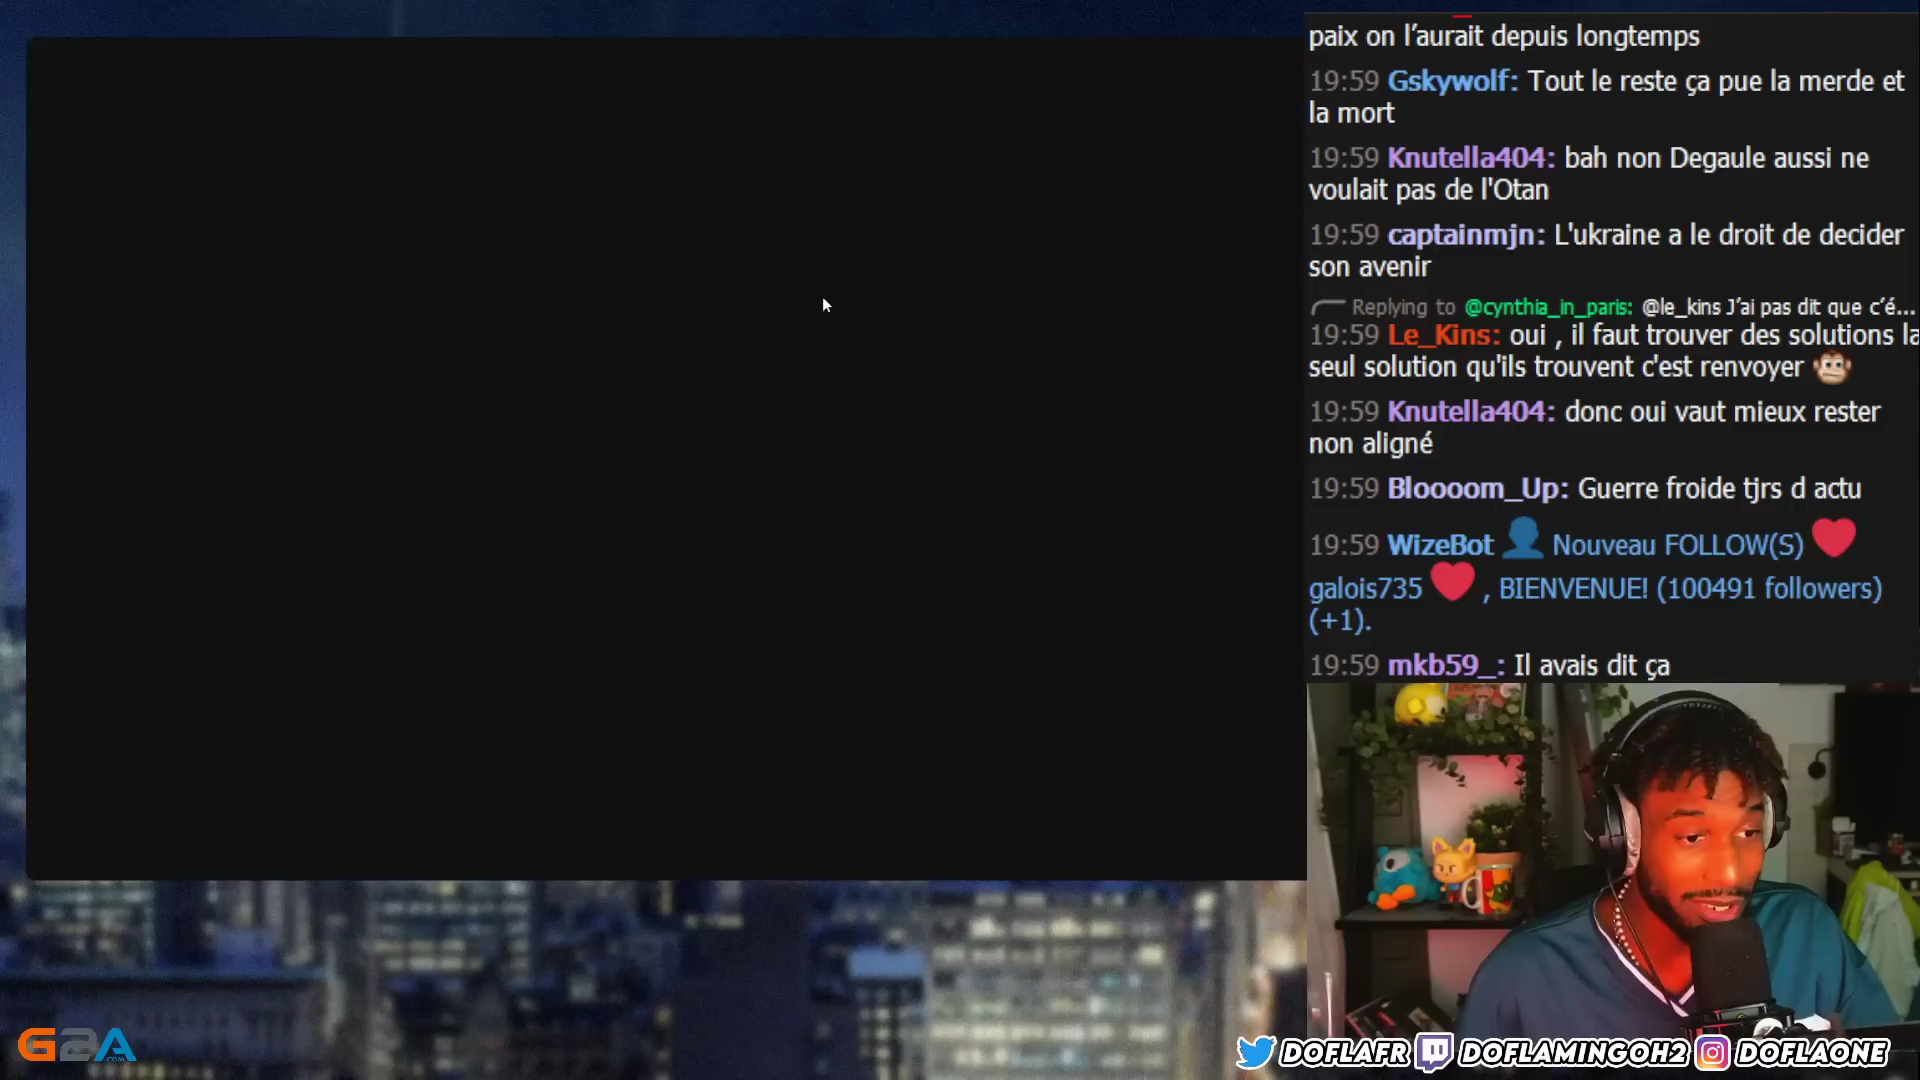 paix on l’aurait depuis longtemps
19:59 Gskywolf: Tout le reste ça pue la merde et
la mort
19:59 Knutella404: bah non Degaule aussi ne
voulait pas de l'Otan
19:59 captainmjn: L'ukraine a le droit de decider
son avenir
Replying to @cynthia_in_paris: @le_kins J’ai pas dit que c’é...
19:59 Le_Kins: oui , il faut trouver des solutions la
seul solution qu'ils trouvent c'est renvoyer
19:59 Knutella404: donc oui vaut mieux rester
non aligné
19:59 Bloooom_Up: Guerre froide tjrs d actu
19:59 WizeBot Nouveau FOLLOW(S)
galois735 , BIENVENUE! (100491 followers)
(+1).
19:59 mkb59_: Il avais dit ça
G2A
.COM
DOFLAFR DOFLAMINGOH2 DOFLAONE